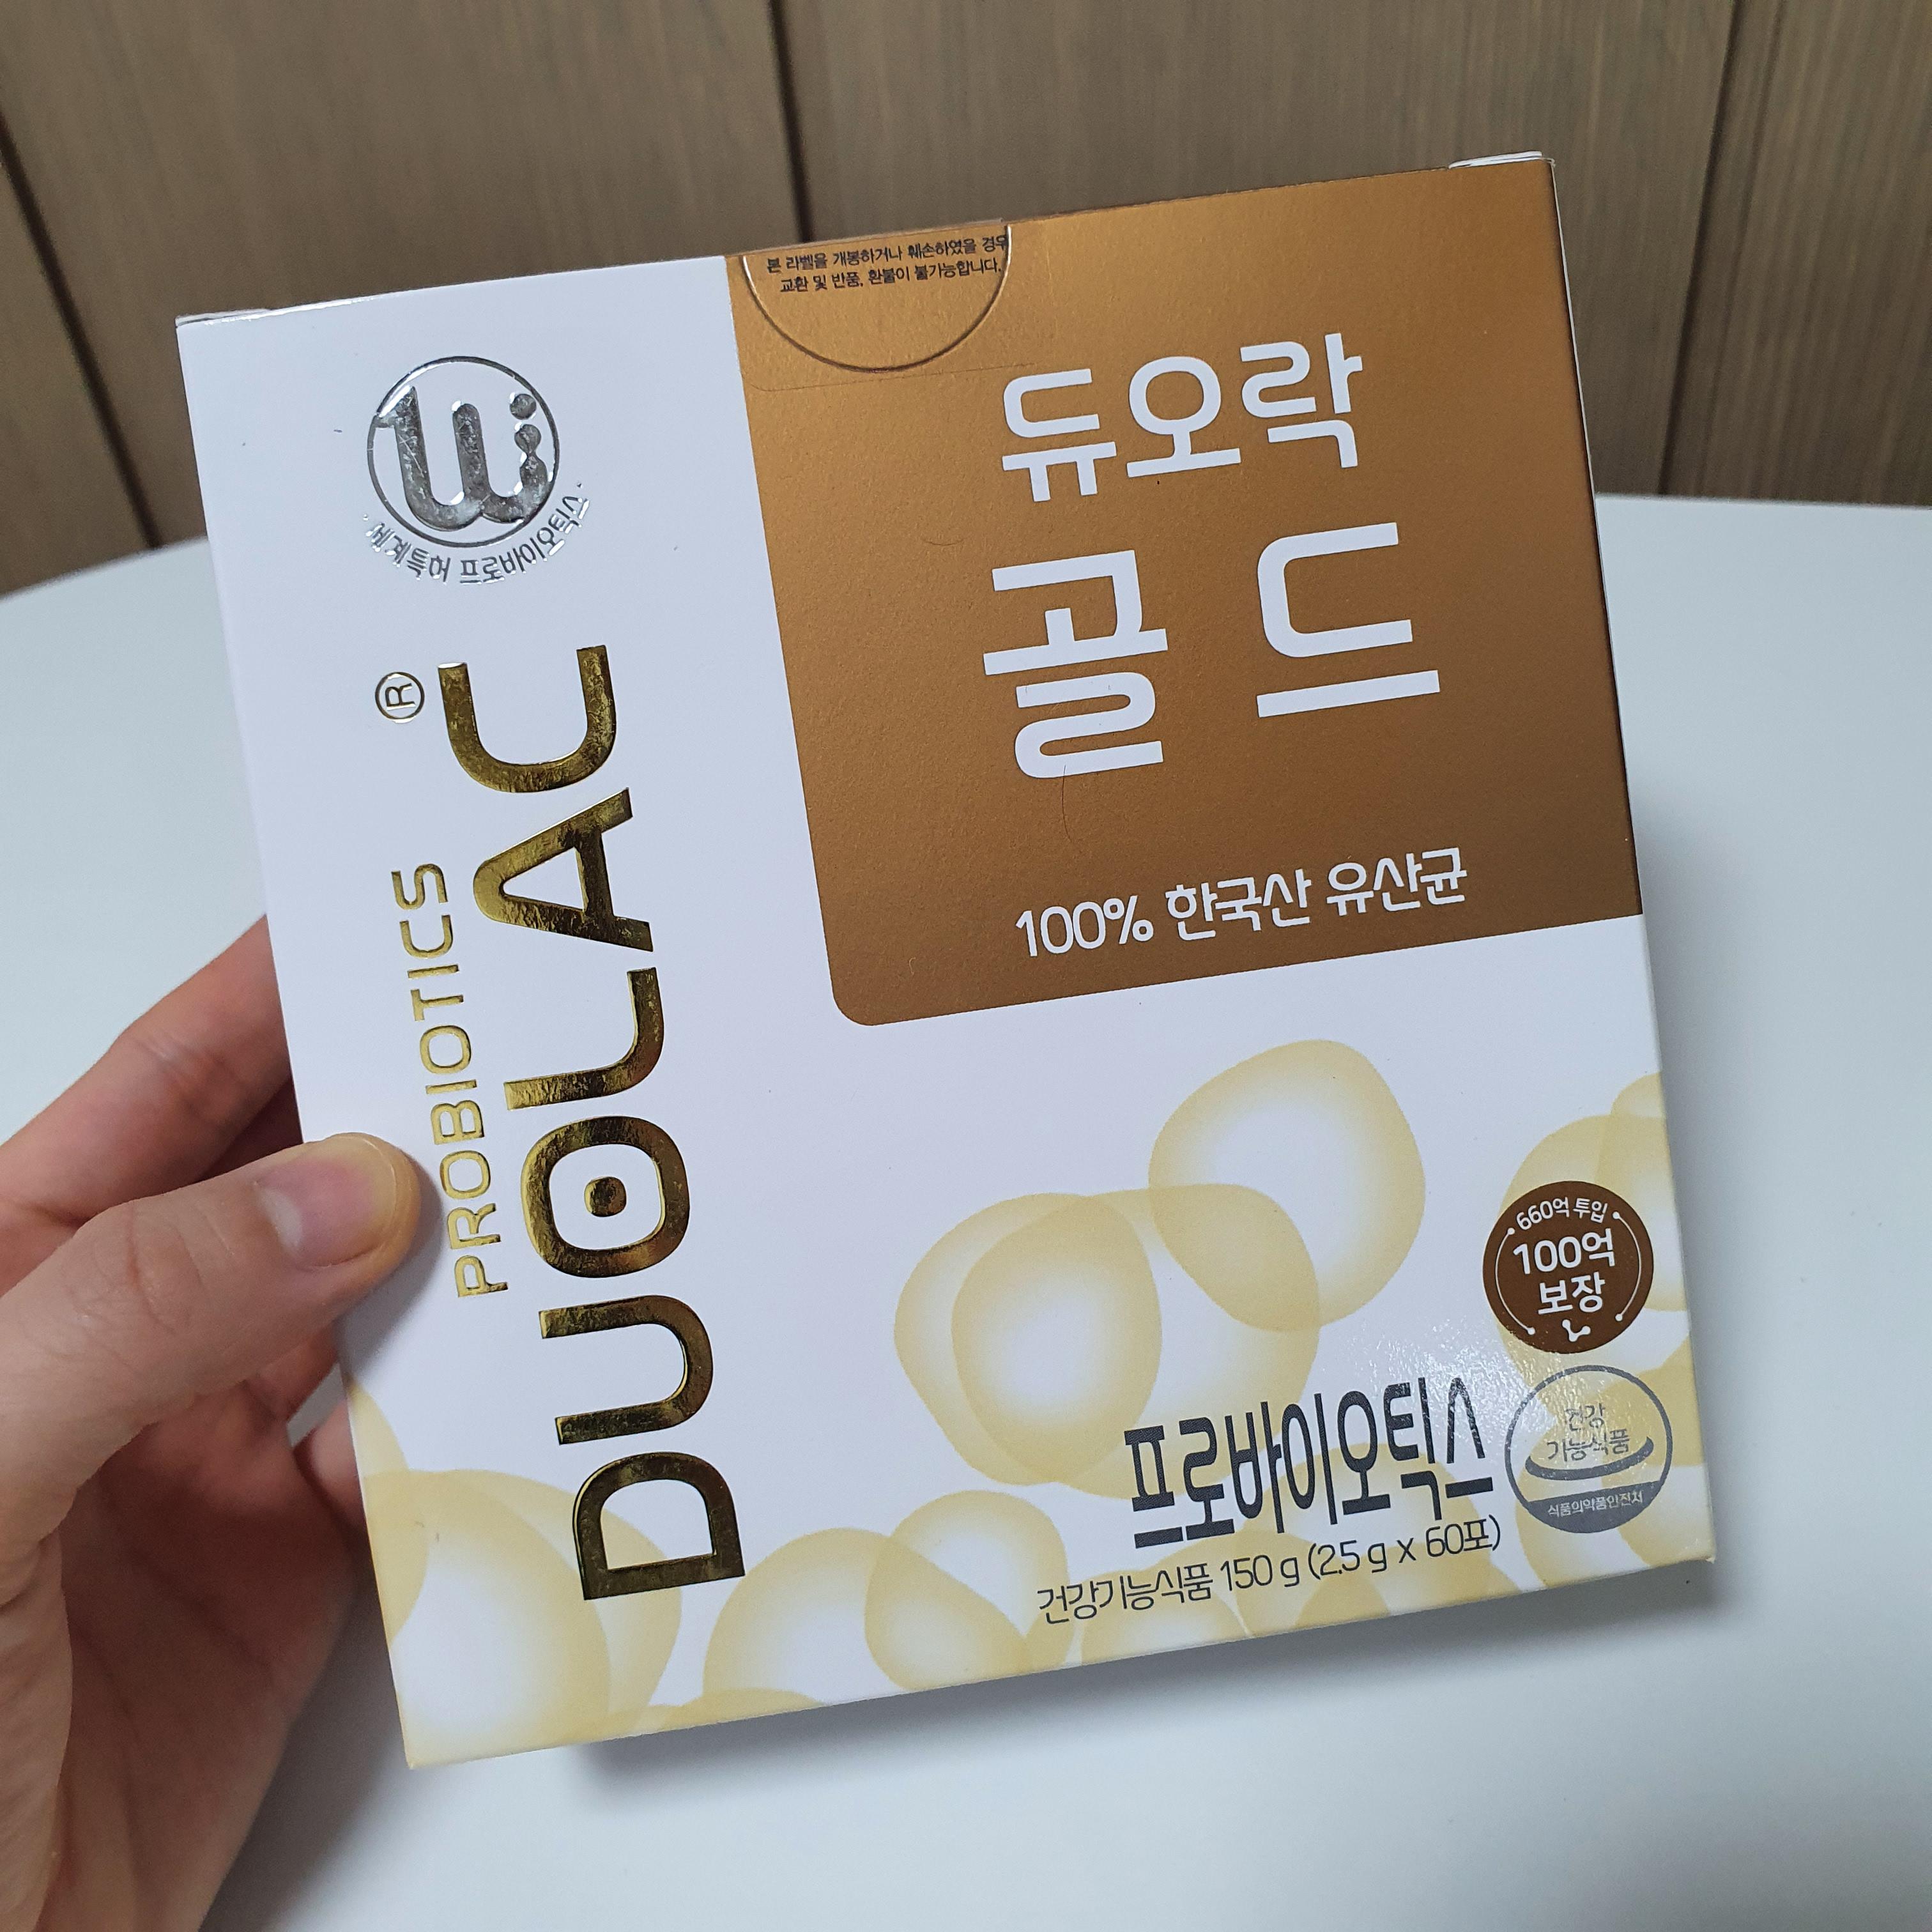 본 라벨을 개봉하거나 훼손하였을 경우
교환 및 반품, 환불이 불가능합니다.
세계특허 프로바이오틱스
PROBIOTICS
DUOLAC®
듀오락
골드
100% 한국산 유산균
660억 투입
100억
보장
프로바이오틱스
건강기능식품 150 g (2.5 g x 60포)
건강
기능식품
식품의약품안전처